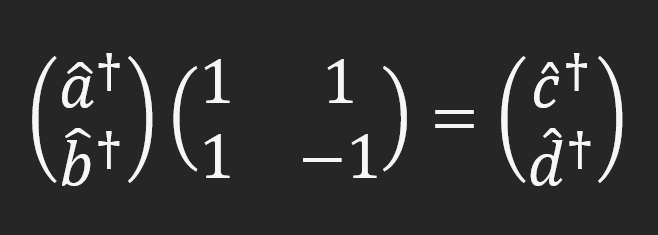 (â† b̂†) (1 1 1 −1) = (ĉ† d̂†)